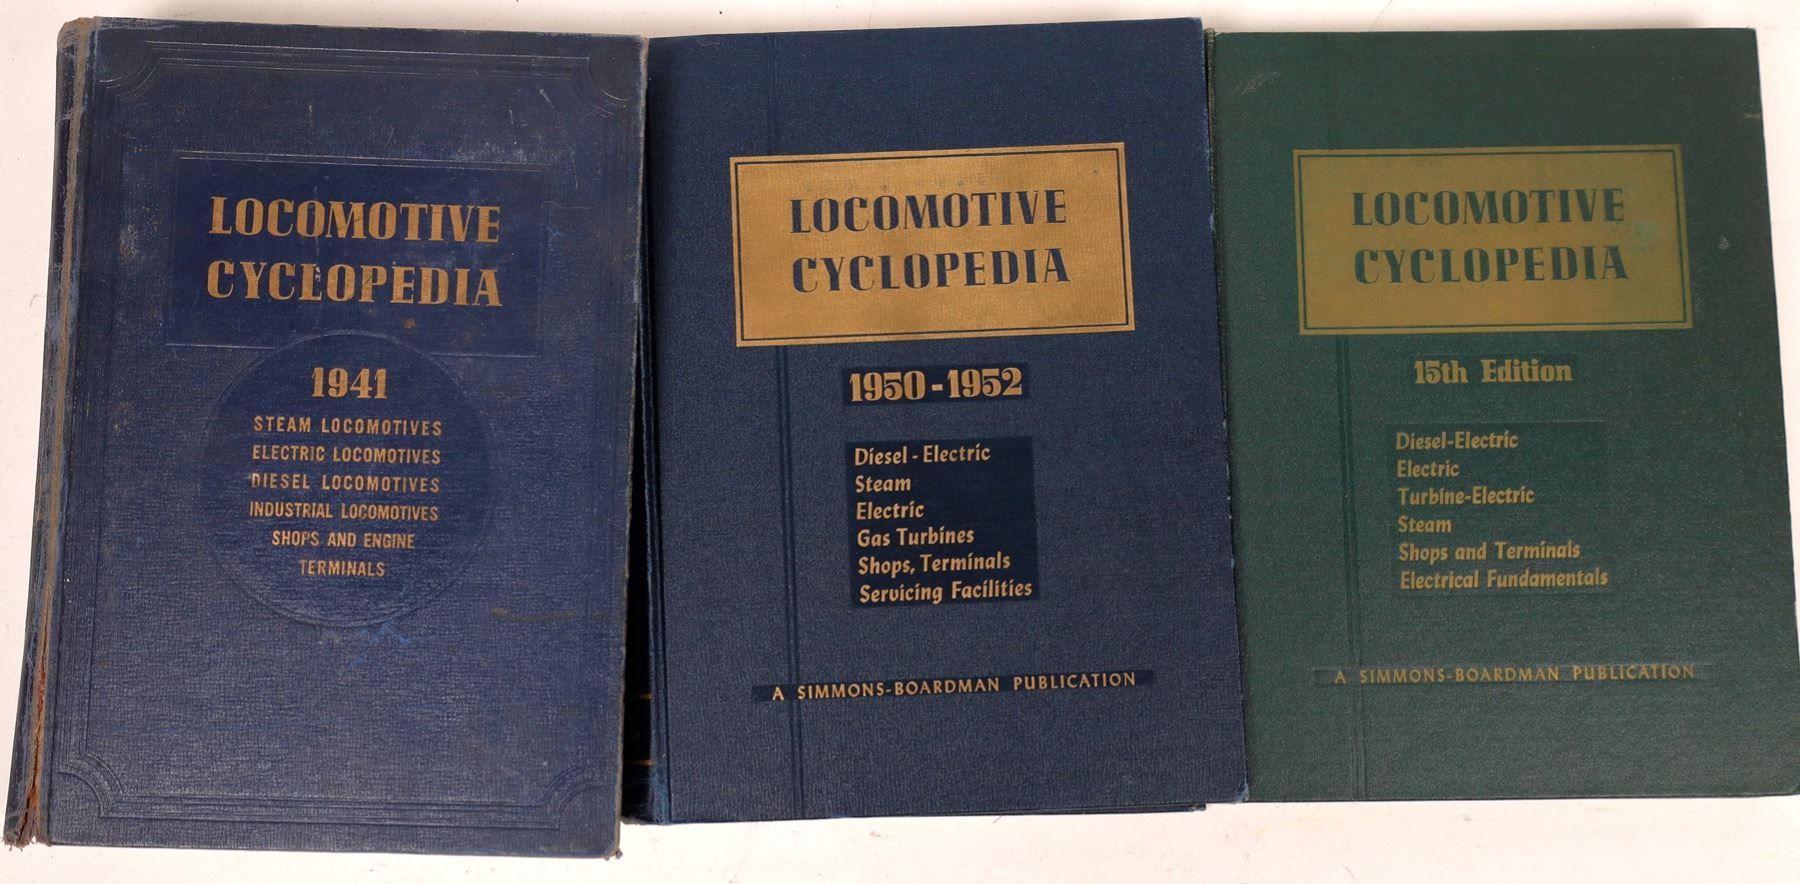 LOCOMOTIVE
CYCLOPEDIA
1941
STEAM LOCOMOTIVES
ELECTRIC LOCOMOTIVES
DIESEL LOCOMOTIVES
INDUSTRIAL LOCOMOTIVES
SHOPS AND ENGINE
TERMINALS
LOCOMOTIVE
CYCLOPEDIA
1950-1952
Diesel-Electric
Steam
Electric
Gas Turbines
Shops, Terminals
Servicing Facilities
A SIMMONS-BOARDMAN PUBLICATION
LOCOMOTIVE
CYCLOPEDIA
15th Edition
Diesel-Electric
Electric
Turbine-Electric
Steam
Shops and Terminals
Electrical Fundamentals
A SIMMONS-BOARDMAN PUBLICATION